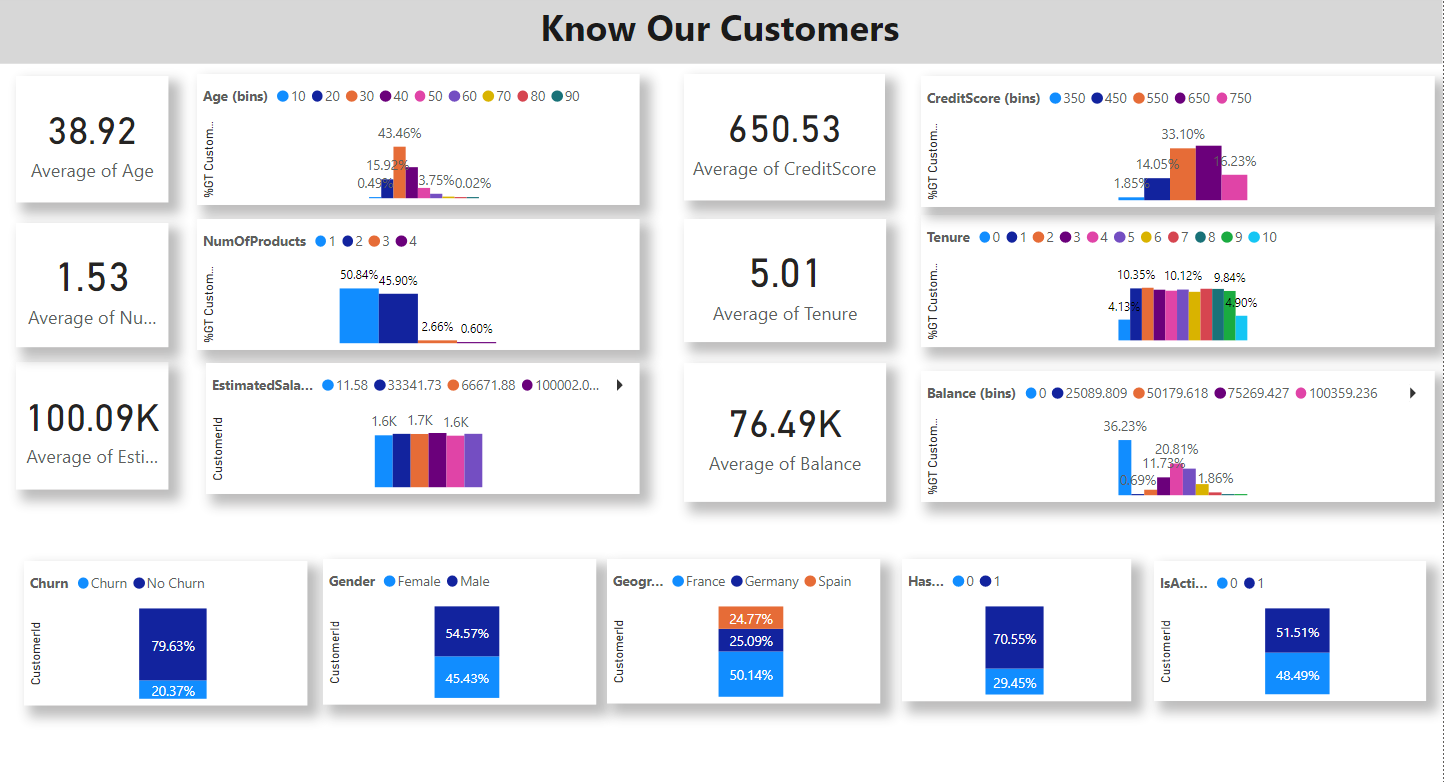 Know Our Customers
38.92
Average of Age
Age (bins) 10 20 30 40 50 60 70 80 90
%GT Custom...
43.46%
15.92%
0.49%
3.75%
0.02%
650.53
Average of CreditScore
CreditScore (bins) 350 450 550 650 750
%GT Custom...
33.10%
14.05%
16.23%
1.85%
1.53
Average of Nu...
NumOfProducts 1 2 3 4
%GT Custom...
50.84%
45.90%
2.66%
0.60%
5.01
Average of Tenure
Tenure 0 1 2 3 4 5 6 7 8 9 10
%GT Custom...
10.35%
10.12%
9.84%
4.13%
4.90%
100.09K
Average of Esti...
EstimatedSala... 11.58 33341.73 66671.88 100002.0...
CustomerId
1.6K
1.7K
1.6K
76.49K
Average of Balance
Balance (bins) 0 25089.809 50179.618 75269.427 100359.236
%GT Custom...
36.23%
20.81%
11.73%
0.69%
1.86%
Churn Churn No Churn
CustomerId
79.63%
20.37%
Gender Female Male
CustomerId
54.57%
45.43%
Geogr... France Germany Spain
CustomerId
24.77%
25.09%
50.14%
Has... 0 1
CustomerId
70.55%
29.45%
IsActi... 0 1
CustomerId
51.51%
48.49%